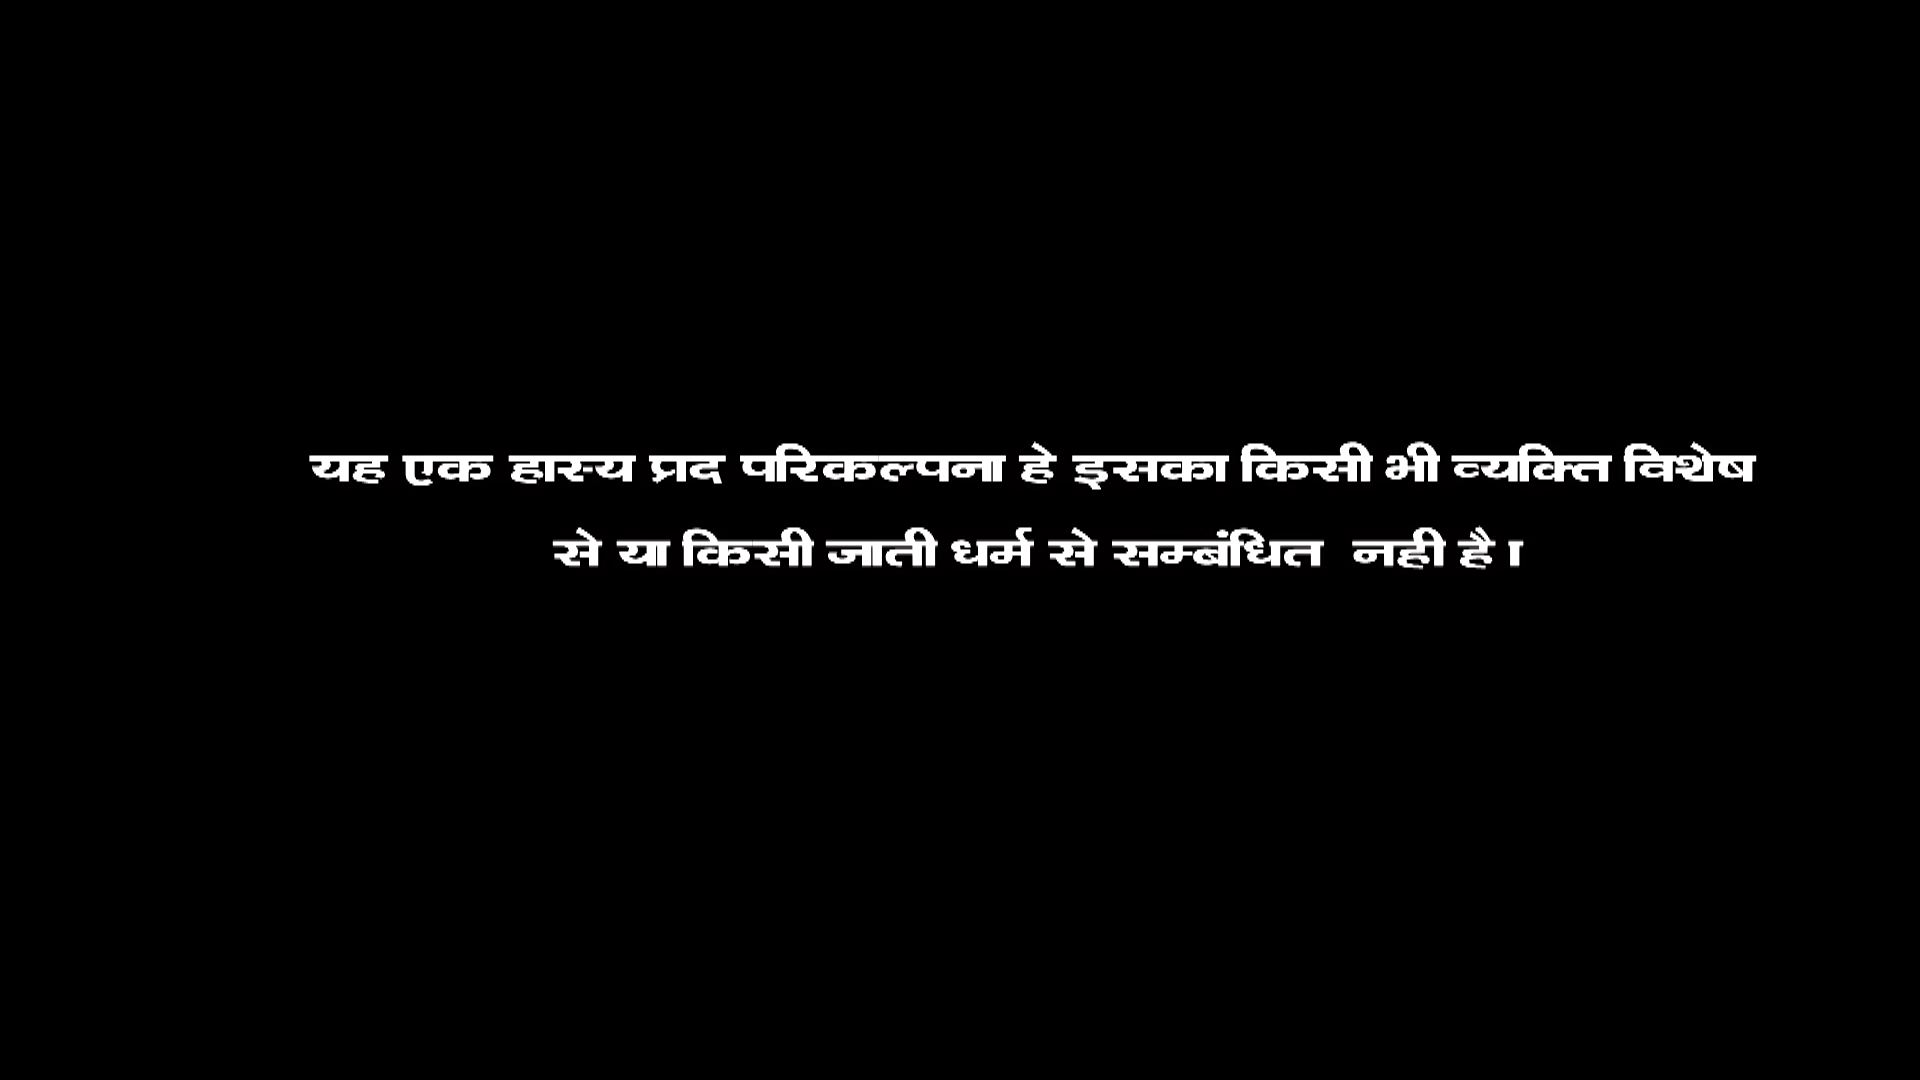 यह एक हास्य प्रद परिकल्पना हे इसका किसी भी व्यक्ति विशेष
से या किसी जाती धर्म से सम्बंधित  नही है ।